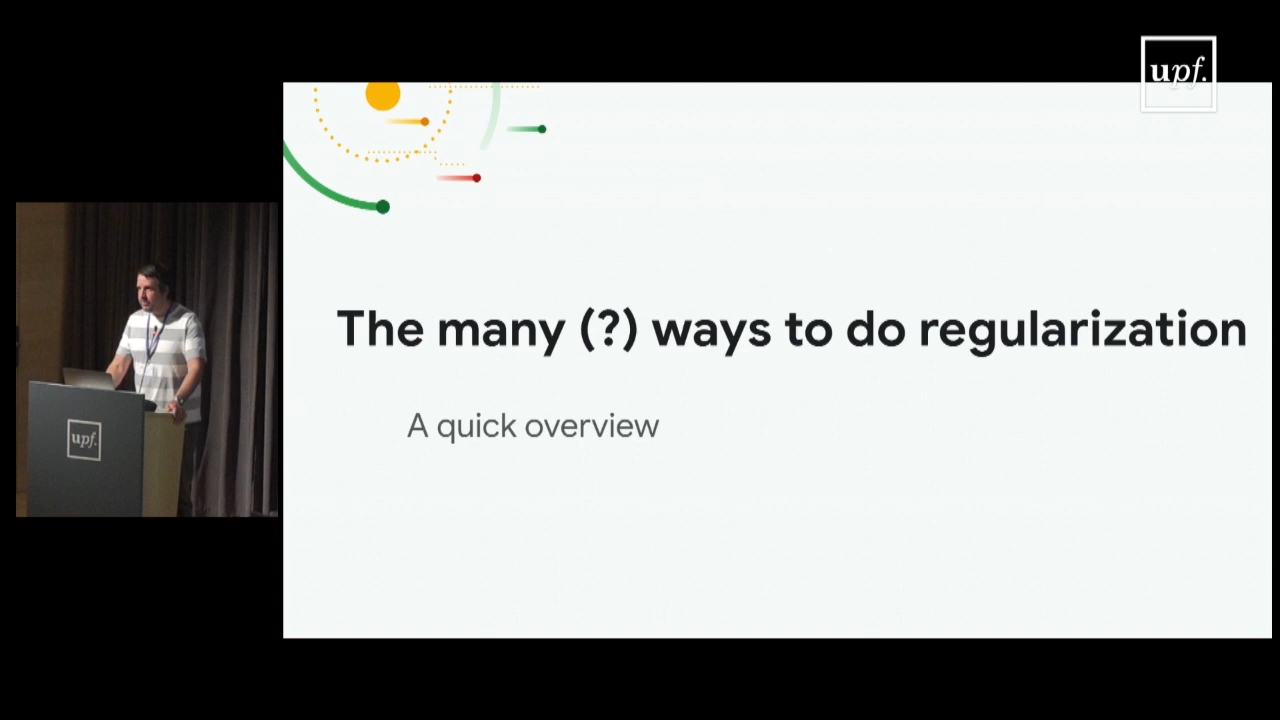 upf.
The many (?) ways to do regularization
A quick overview
upf.